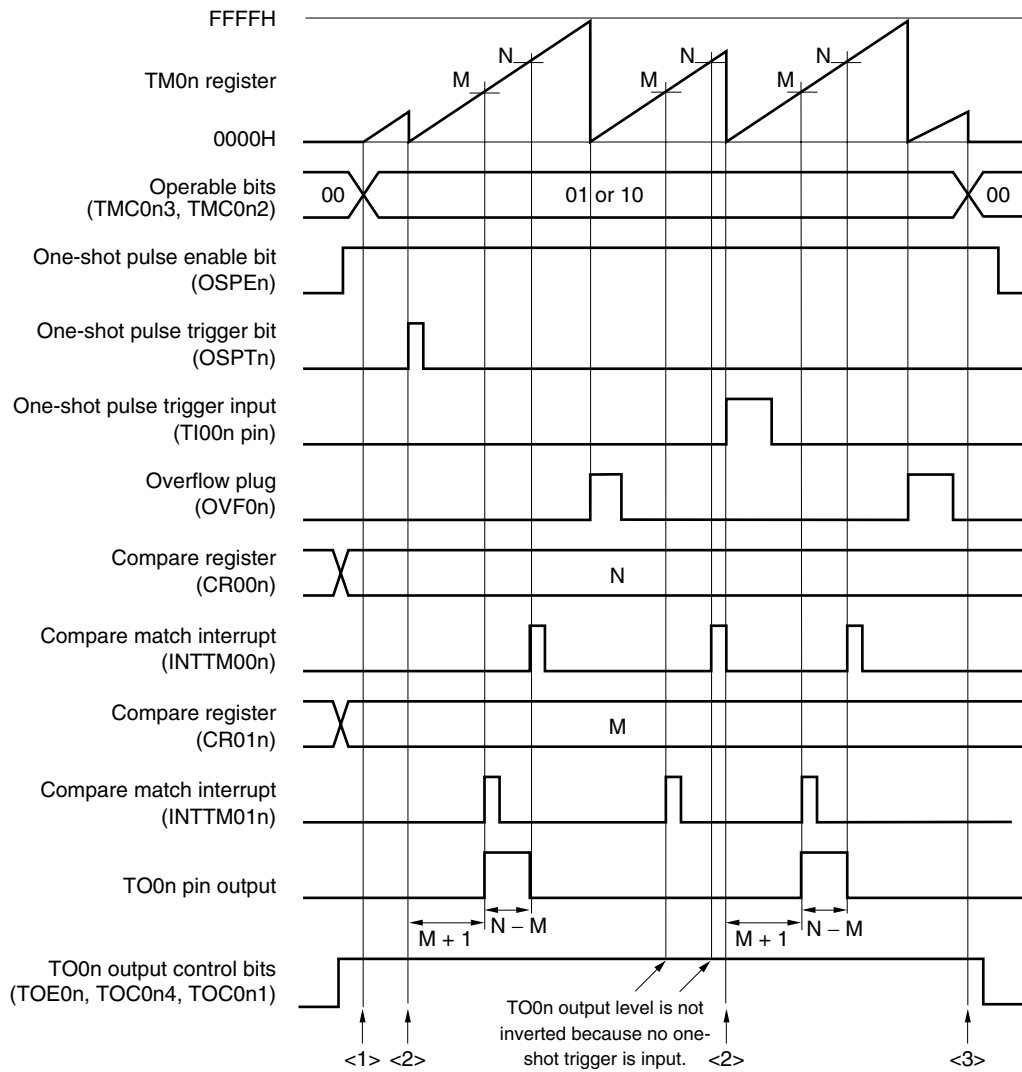 FFFFH
N
N
N
M
M
M
TM0n register
0000H
Operable bits
(TMC0n3, TMC0n2)
00
01 or 10
00
One-shot pulse enable bit
(OSPEn)
One-shot pulse trigger bit
(OSPTn)
One-shot pulse trigger input
(TI00n pin)
Overflow plug
(OVF0n)
Compare register
(CR00n)
N
Compare match interrupt
(INTTM00n)
Compare register
(CR01n)
M
Compare match interrupt
(INTTM01n)
TO0n pin output
M + 1
N − M
M + 1
N − M
TO0n output control bits
(TOE0n, TOC0n4, TOC0n1)
TO0n output level is not
inverted because no one-
shot trigger is input.
<1>
<2>
<2>
<3>